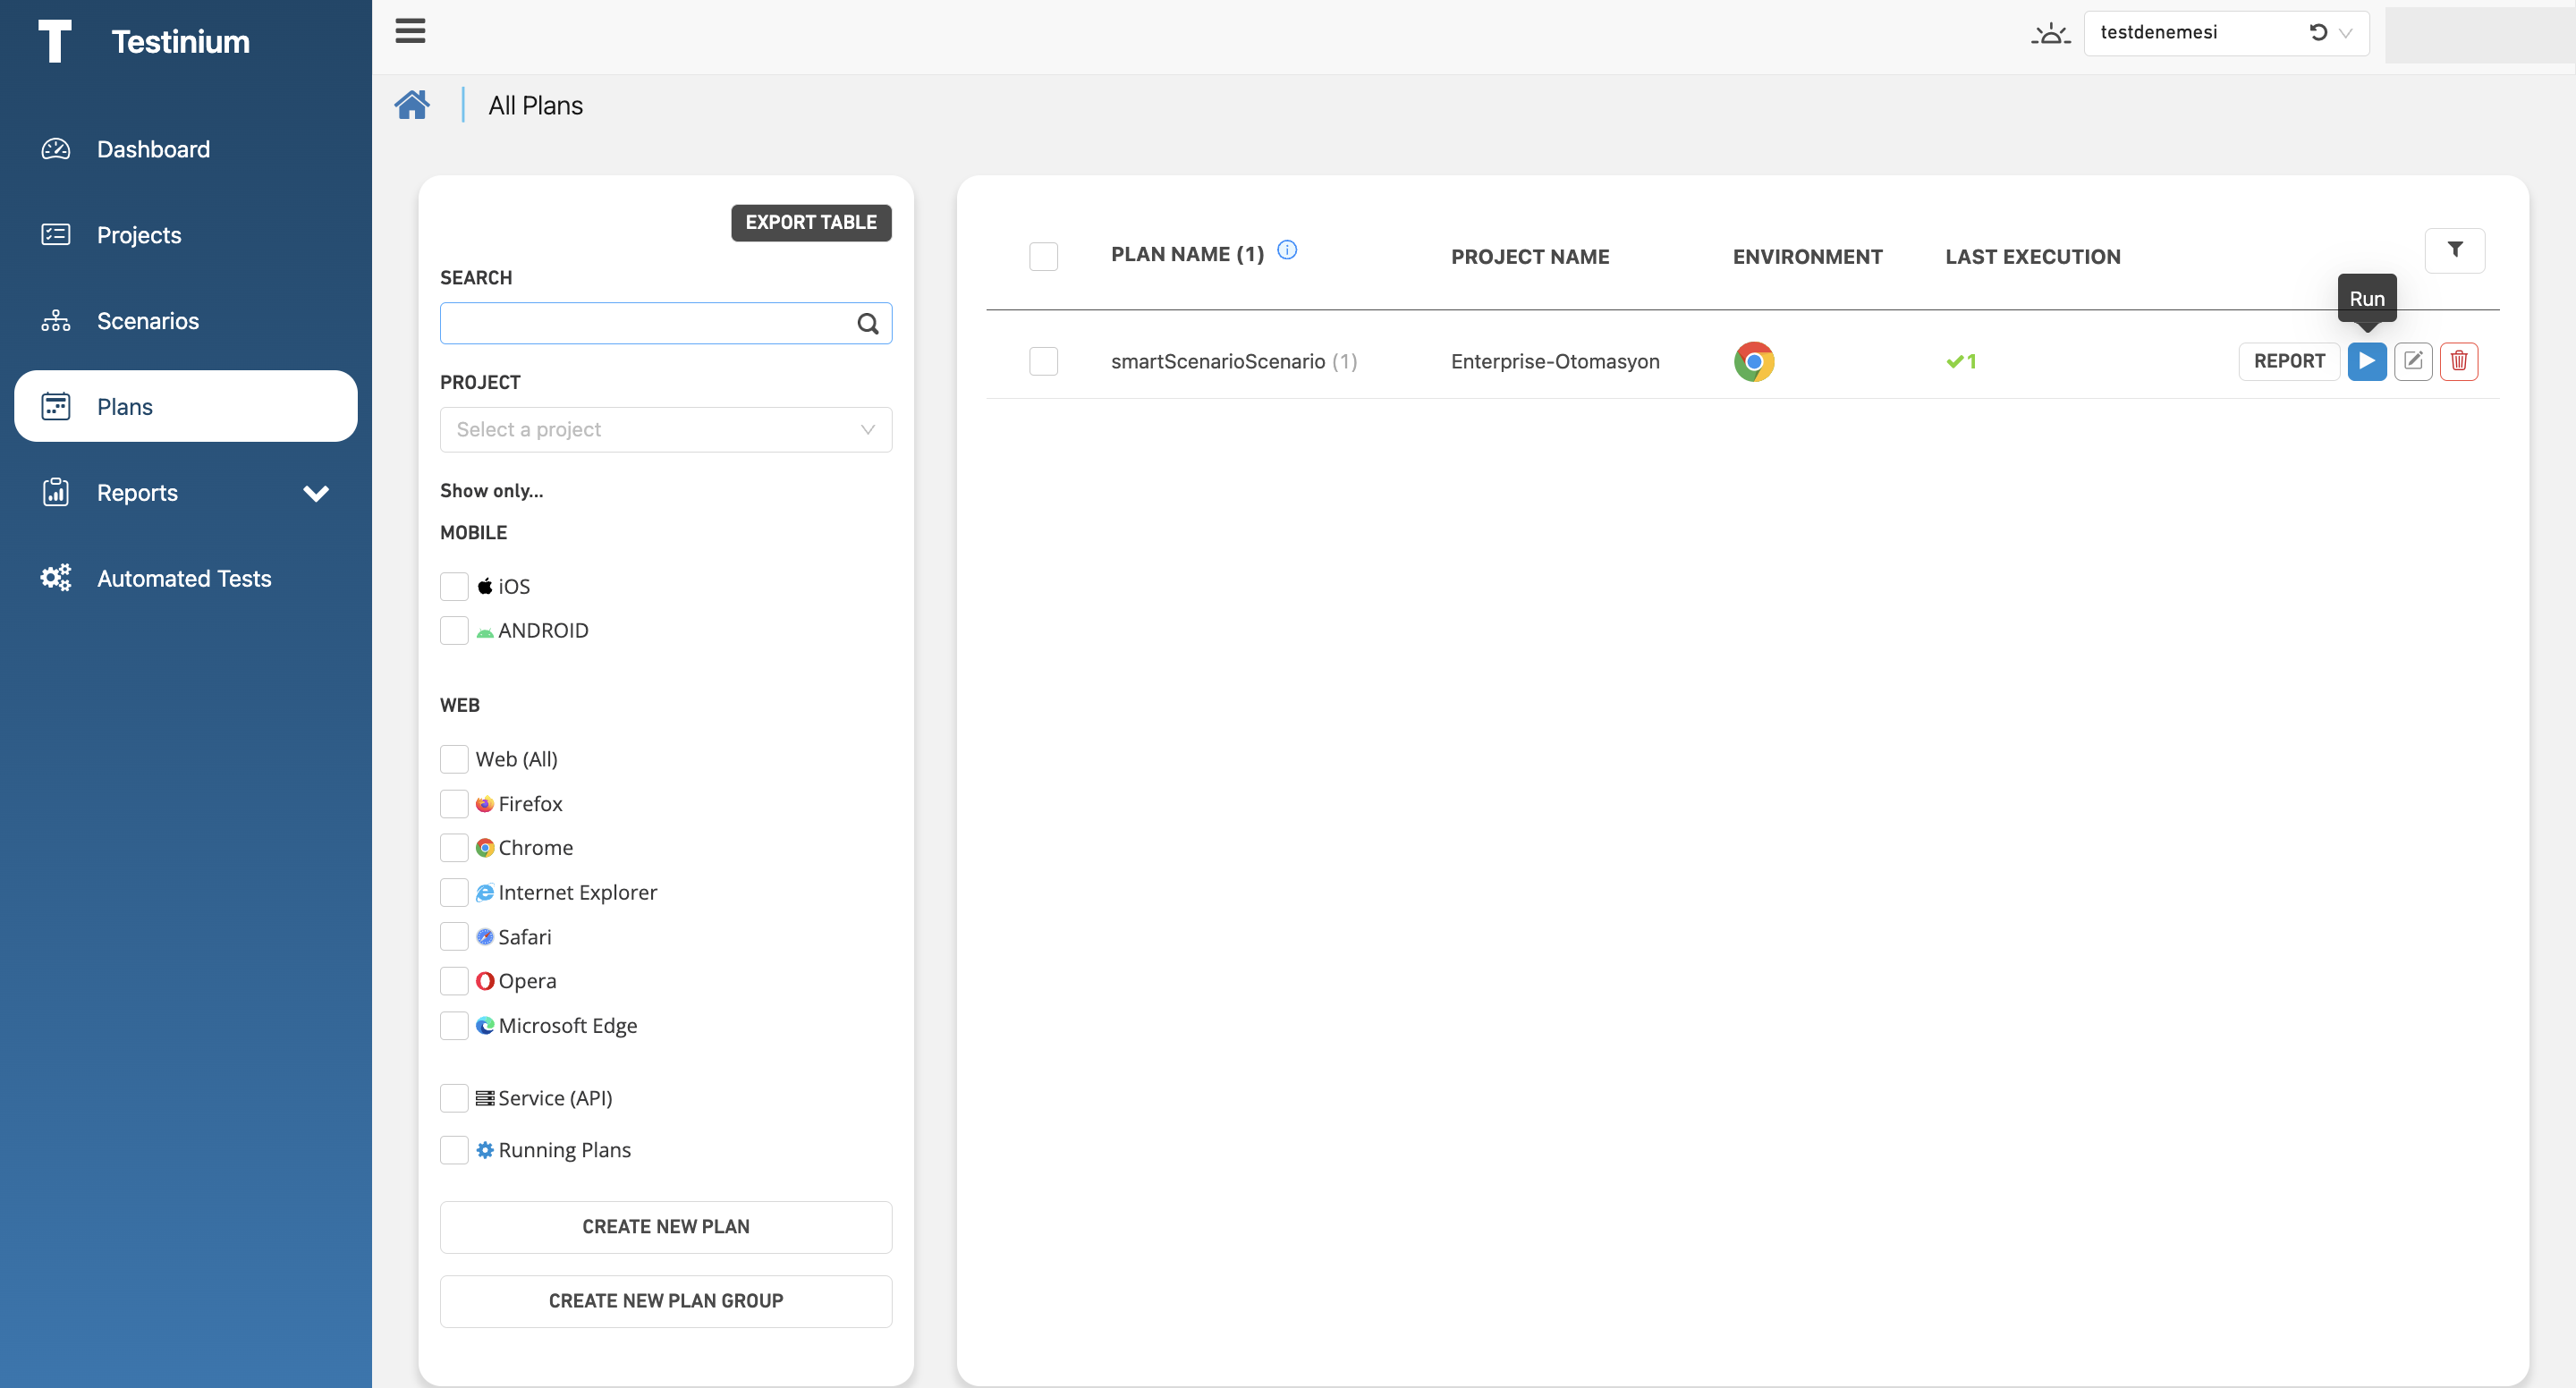 Testinium
testdenemesi
Dashboard
Projects
Scenarios
Plans
Reports
Automated Tests
All Plans
EXPORT TABLE
SEARCH
PROJECT
Select a project
Show only...
MOBILE
iOS
ANDROID
WEB
Web (All)
Firefox
Chrome
Internet Explorer
Safari
Opera
Microsoft Edge
Service (API)
Running Plans
CREATE NEW PLAN
CREATE NEW PLAN GROUP
PLAN NAME (1) PROJECT NAME ENVIRONMENT LAST EXECUTION
Run
smartScenarioScenario (1) Enterprise-Otomasyon 1 REPORT